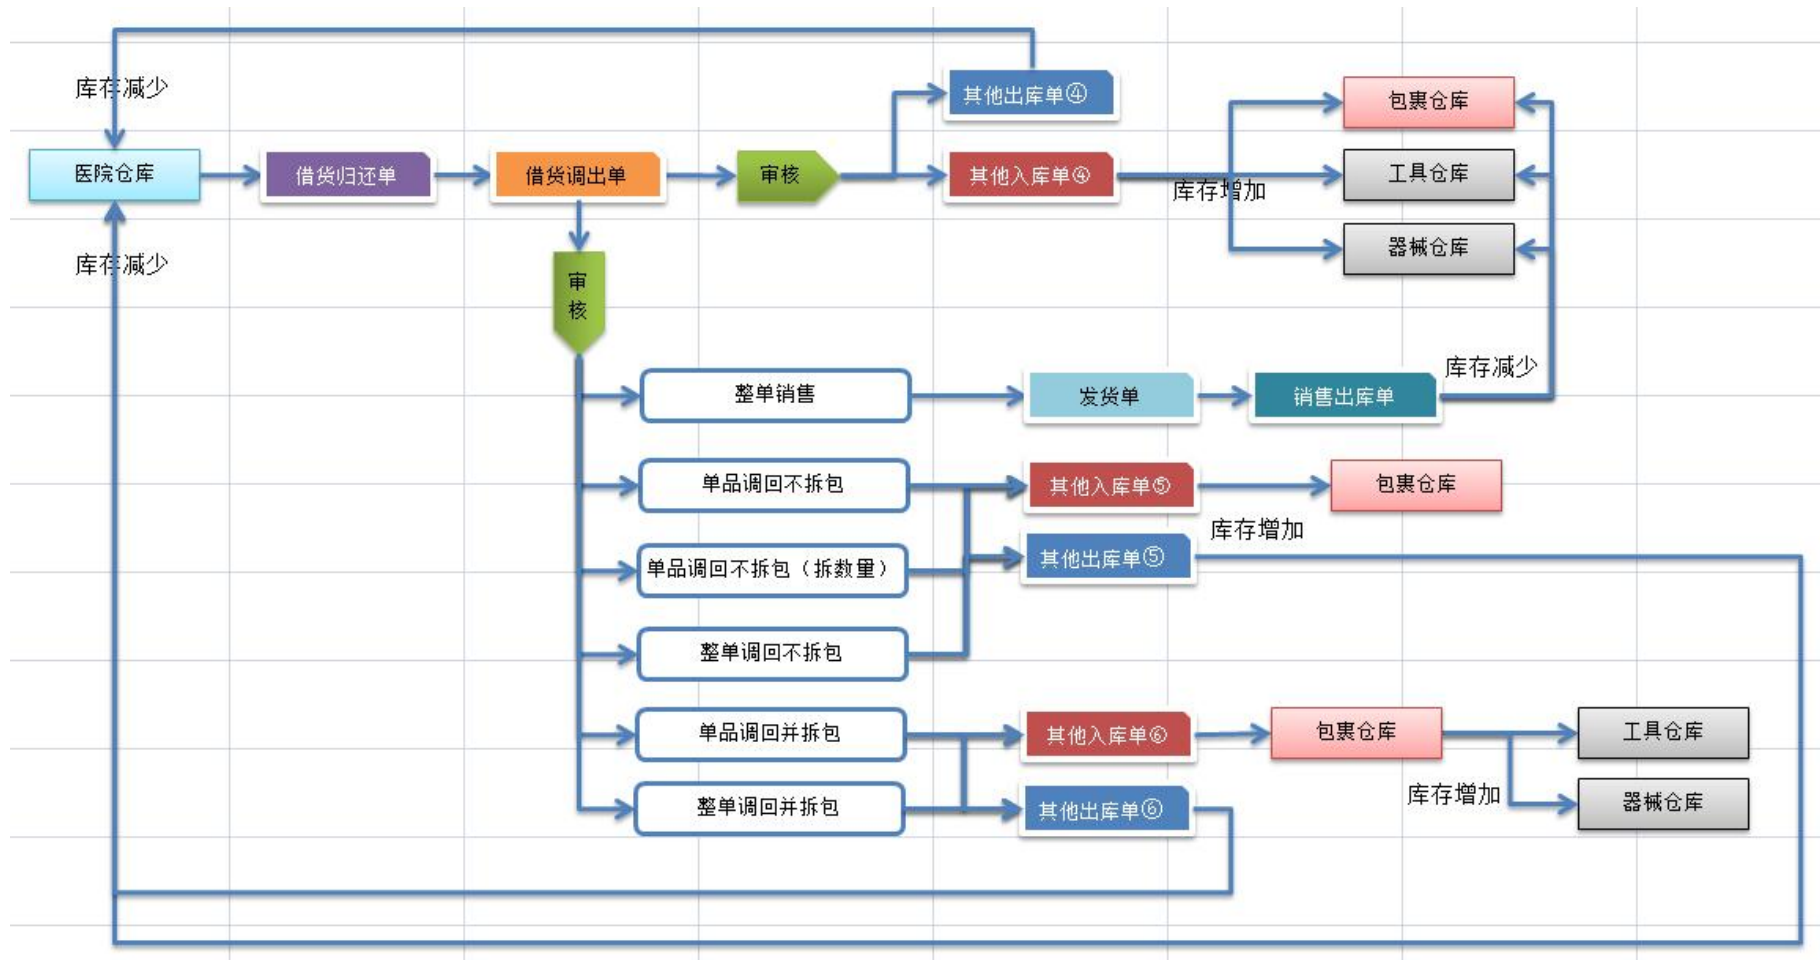 库存减少
其他出库单④
包裹仓库
医院仓库
借货归还单
借货调出单
审核
其他入库单④
库存增加
工具仓库
库存减少
器械仓库
审
核
整单销售
发货单
销售出库单
库存减少
单品调回不拆包
其他入库单⑤
包裹仓库
库存增加
单品调回不拆包（拆数量）
其他出库单⑤
整单调回不拆包
单品调回并拆包
其他入库单⑥
包裹仓库
工具仓库
库存增加
整单调回并拆包
其他出库单⑥
器械仓库